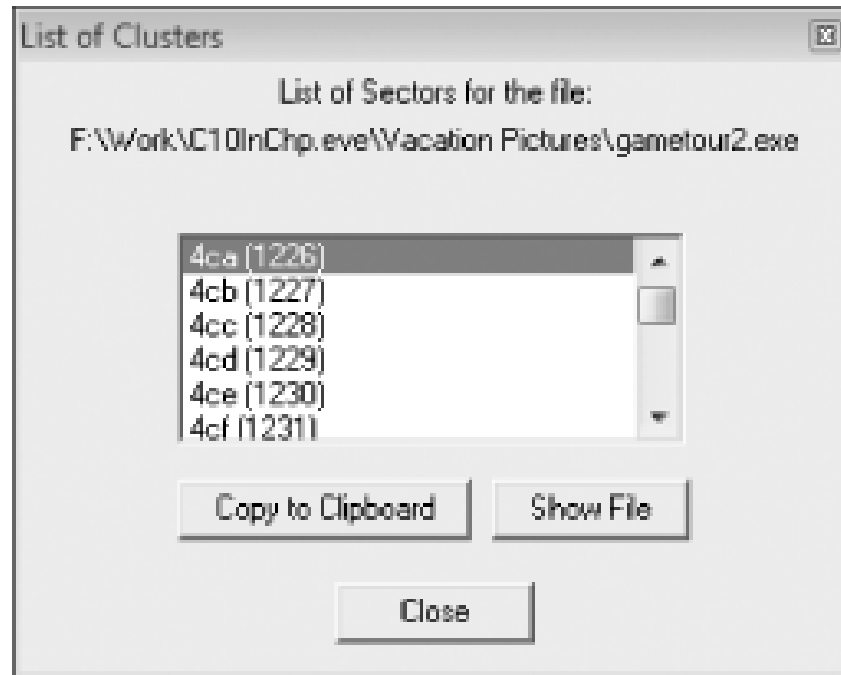 List of Clusters
List of Sectors for the file:
F:\Work\C10InChp.eve\Vacation Pictures\gametour2.exe
4ca (1226)
4cb (1227)
4cc (1228)
4cd (1229)
4ce (1230)
4cf (1231)
Copy to Clipboard Show File
Close